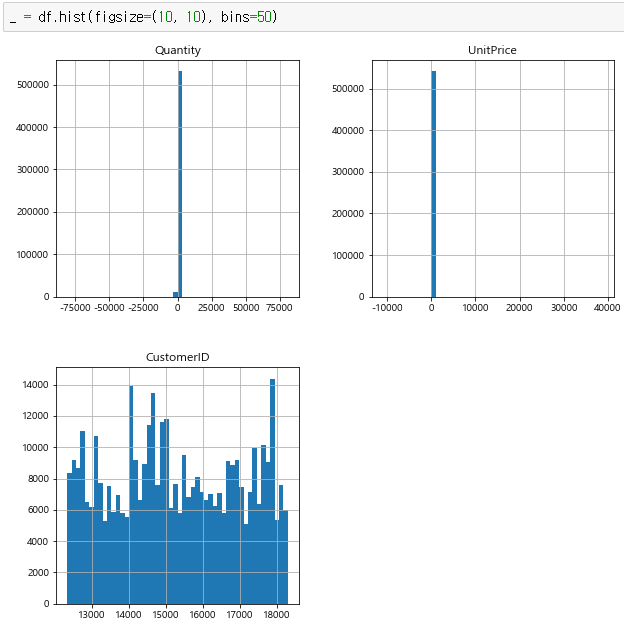 _ = df.hist(figsize=(10, 10), bins=50)
Quantity
500000
400000
300000
200000
100000
0
-75000 -50000 -25000 0 25000 50000 75000
UnitPrice
500000
400000
300000
200000
100000
0
-10000 0 10000 20000 30000 40000
CustomerID
14000
12000
10000
8000
6000
4000
2000
0
13000 14000 15000 16000 17000 18000